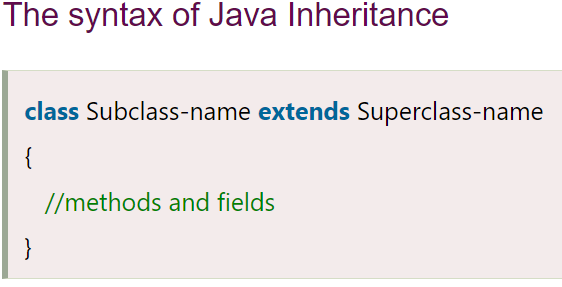 The syntax of Java Inheritance
class Subclass-name extends Superclass-name
{
//methods and fields
}